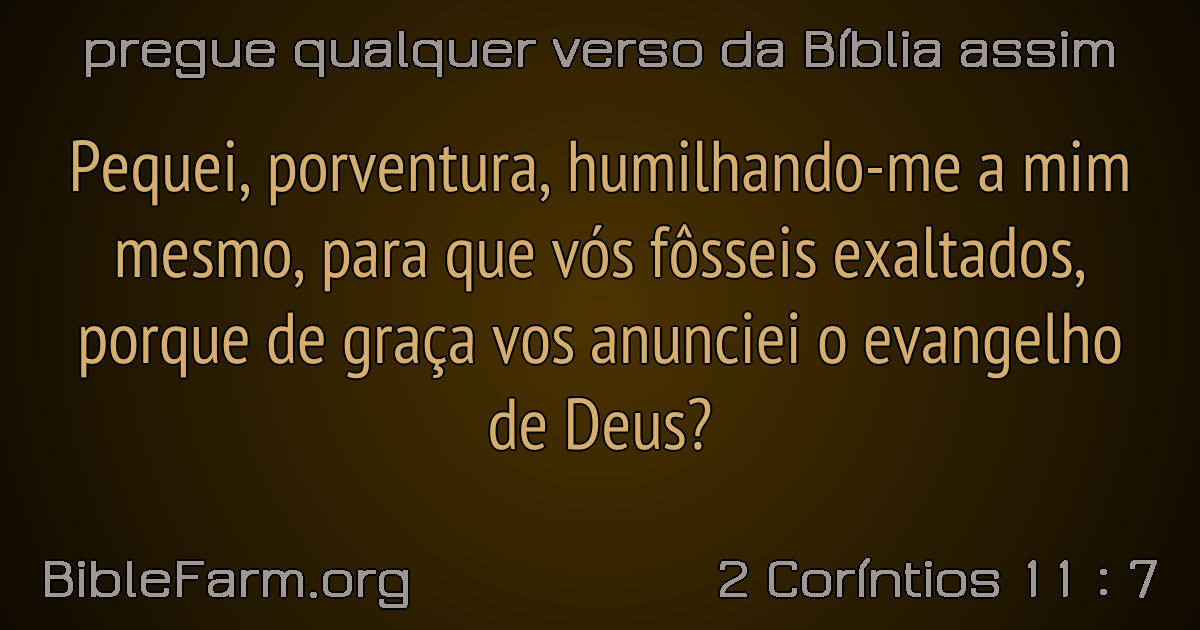 pregue qualquer verso da Bíblia assim
Pequei, porventura, humilhando-me a mim
mesmo, para que vós fôsseis exaltados,
porque de graça vos anunciei o evangelho
de Deus?
BibleFarm.org
2 Coríntios 11 : 7